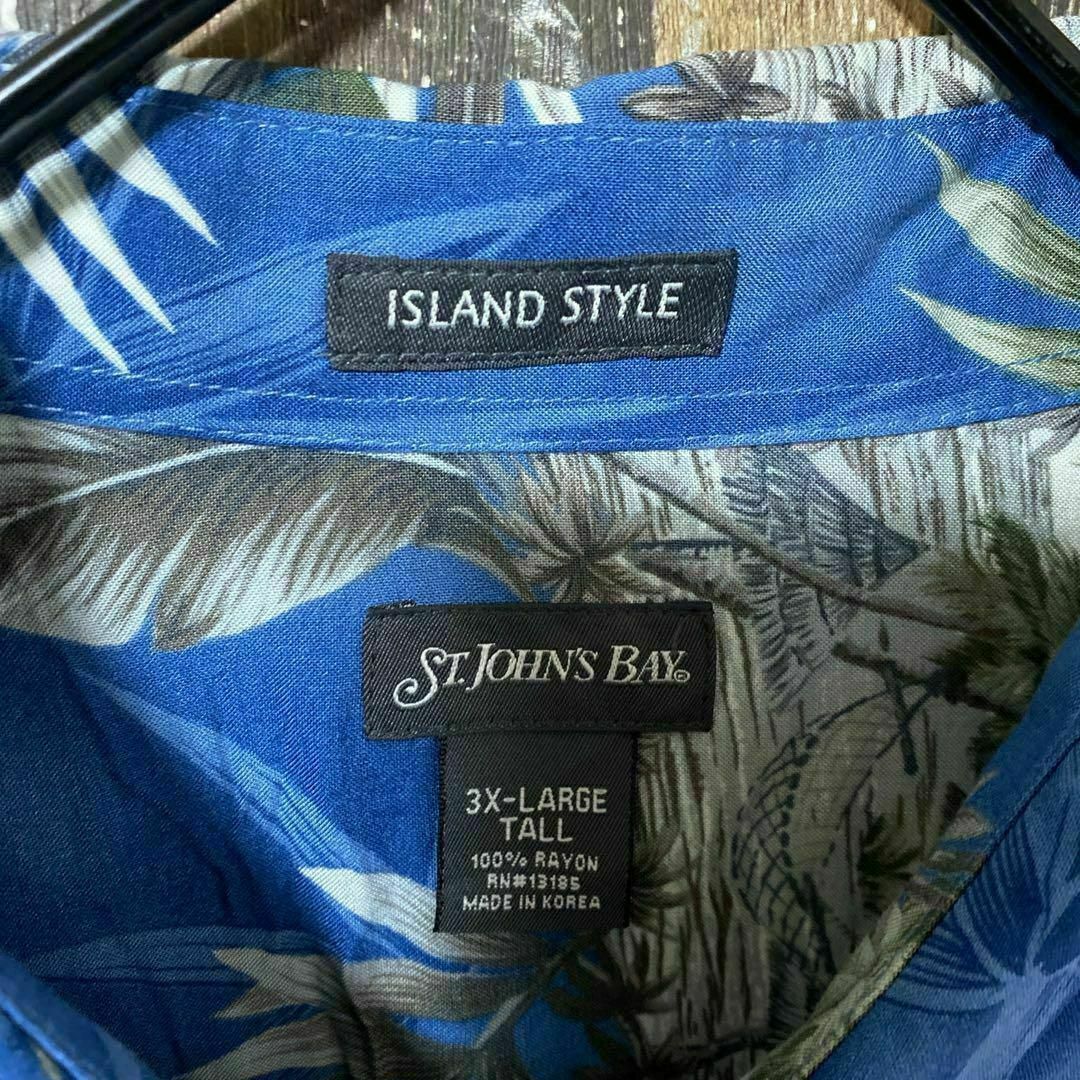 ISLAND STYLE
ST. JOHN'S BAY®
3X-LARGE
TALL
100% RAYON
RN#13185
MADE IN KOREA